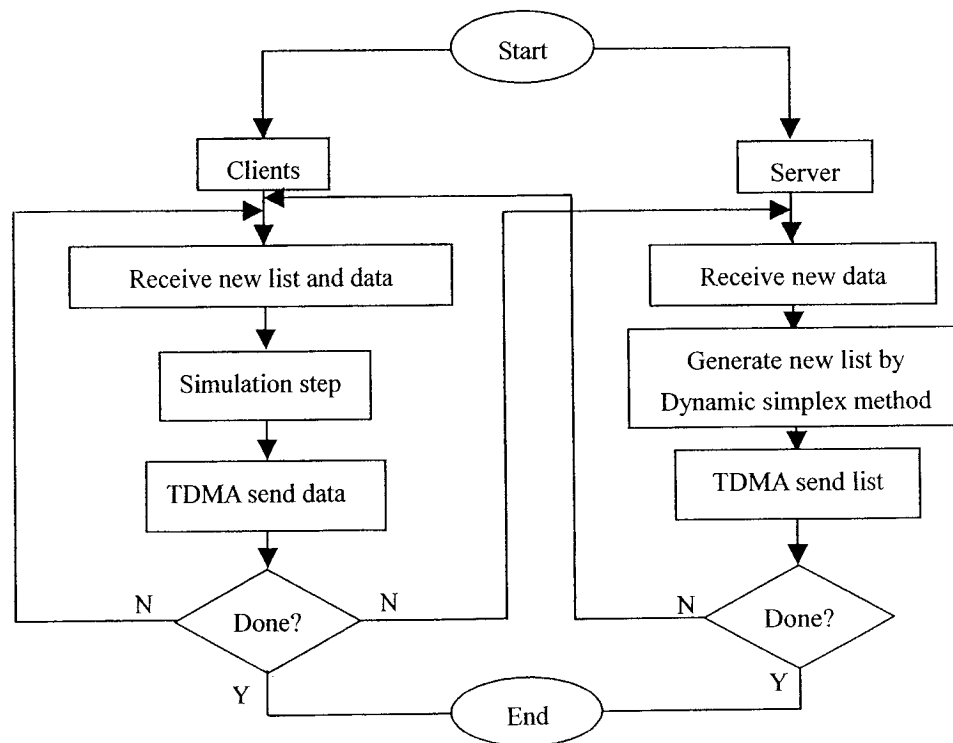 Start
Clients
Server
Receive new list and data
Receive new data
Simulation step
Generate new list by
Dynamic simplex method
TDMA send data
TDMA send list
N
Done?
N
N
Done?
Y
Y
End